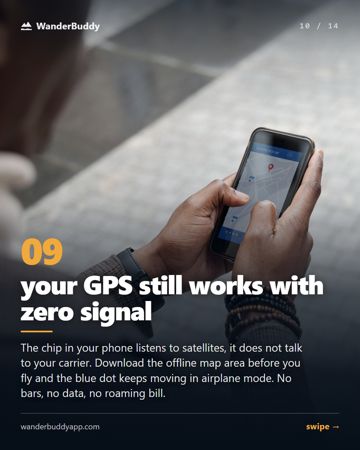 WanderBuddy
10 / 14
09
your GPS still works with
zero signal
The chip in your phone listens to satellites, it does not talk
to your carrier. Download the offline map area before you
fly and the blue dot keeps moving in airplane mode. No
bars, no data, no roaming bill.
wanderbuddyapp.com
swipe →